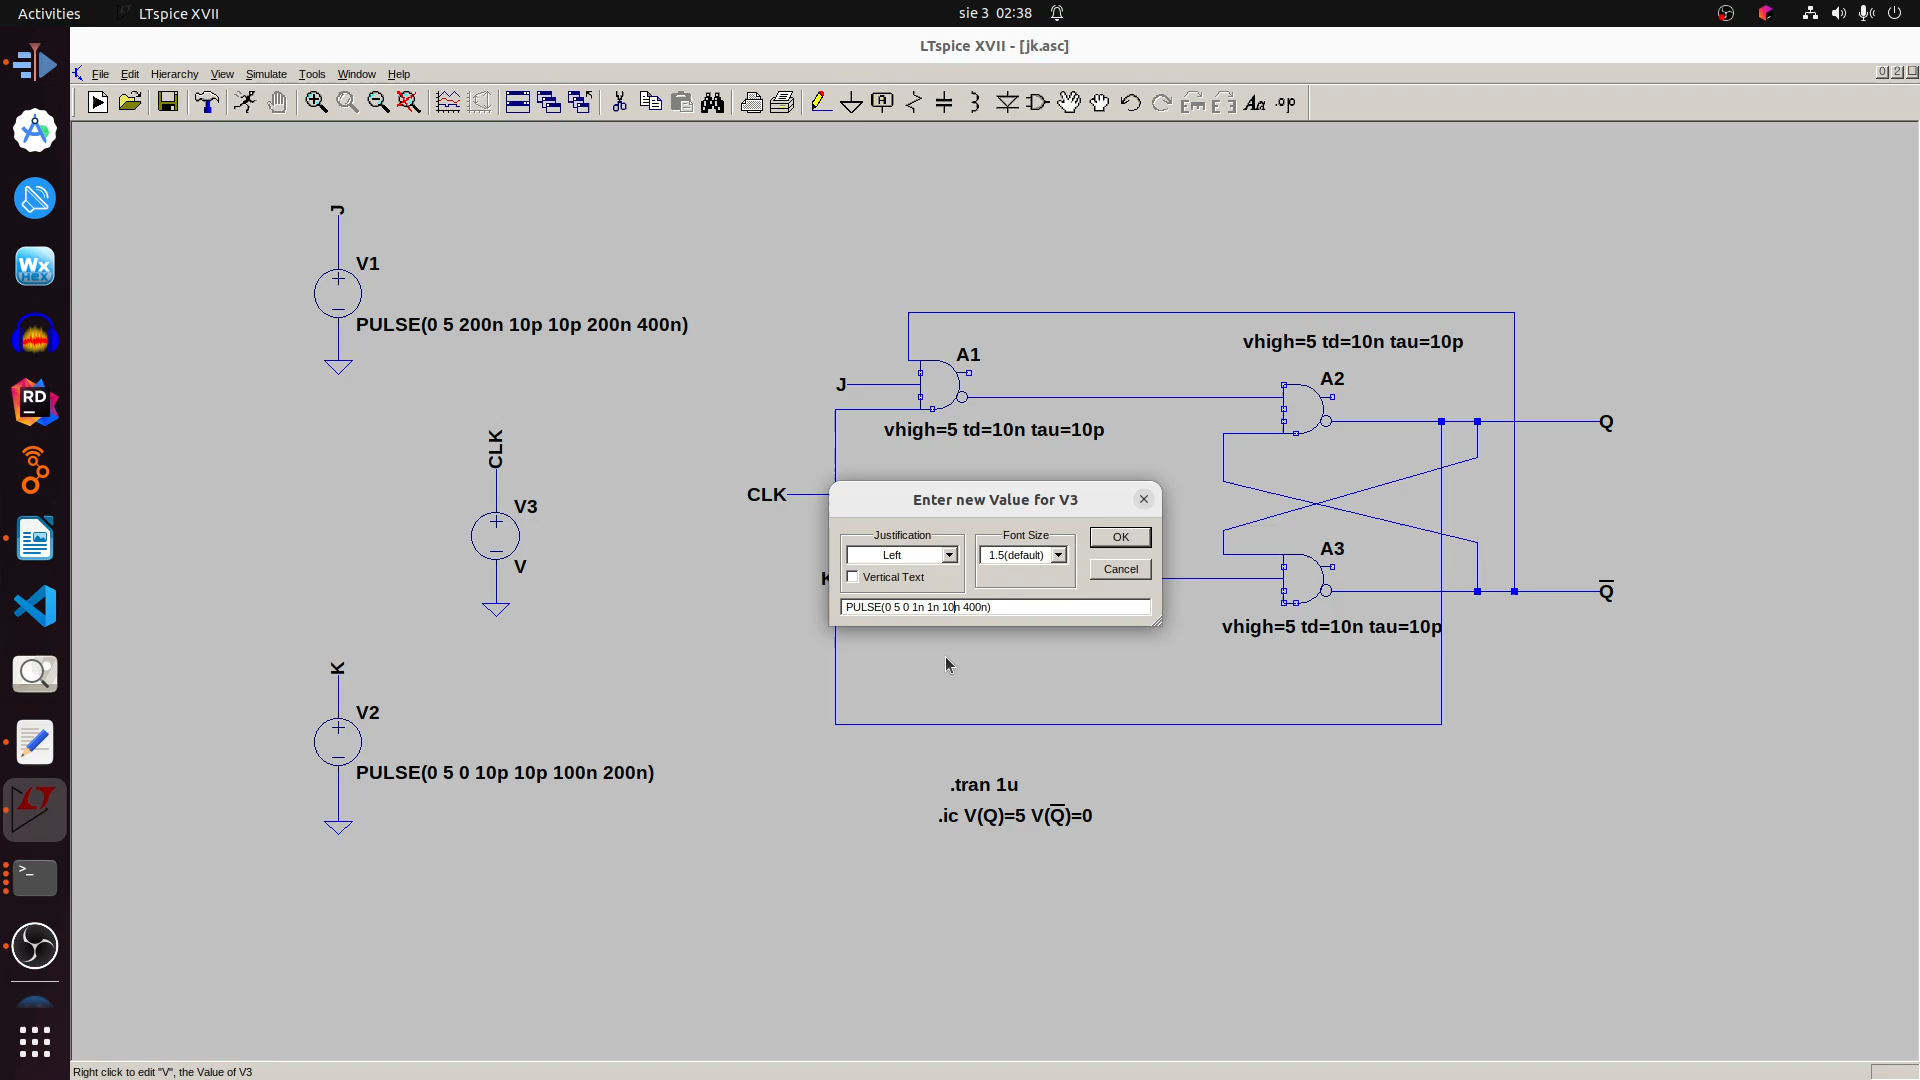 Activities
LTspice XVII
sie 3 02:38
LTspice XVII - [jk.asc]
File Edit Hierarchy View Simulate Tools Window Help
J
V1
PULSE(0 5 200n 10p 10p 200n 400n)
CLK
V3
V
K
V2
PULSE(0 5 0 10p 10p 100n 200n)
A1
J
vhigh=5 td=10n tau=10p
vhigh=5 td=10n tau=10p
A2
Q
CLK
K
A3
Q̅
vhigh=5 td=10n tau=10p
Enter new Value for V3
Justification
Font Size
OK
Left
1.5(default)
Cancel
Vertical Text
PULSE(0 5 0 1n 1n 10n 400n)
.tran 1u
.ic V(Q)=5 V(Q̅)=0
Right click to edit "V", the Value of V3